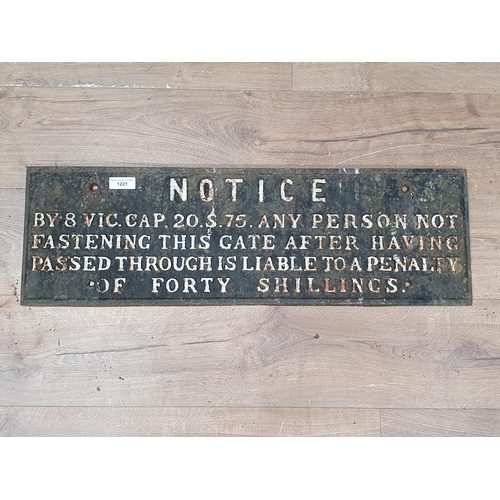 1221
NOTICE
BY·8 VIC. CAP. 20. S. 75. ANY PERSON NOT
FASTENING THIS GATE AFTER HAVING
PASSED THROUGH IS LIABLE TO A PENALTY
·OF FORTY SHILLINGS·